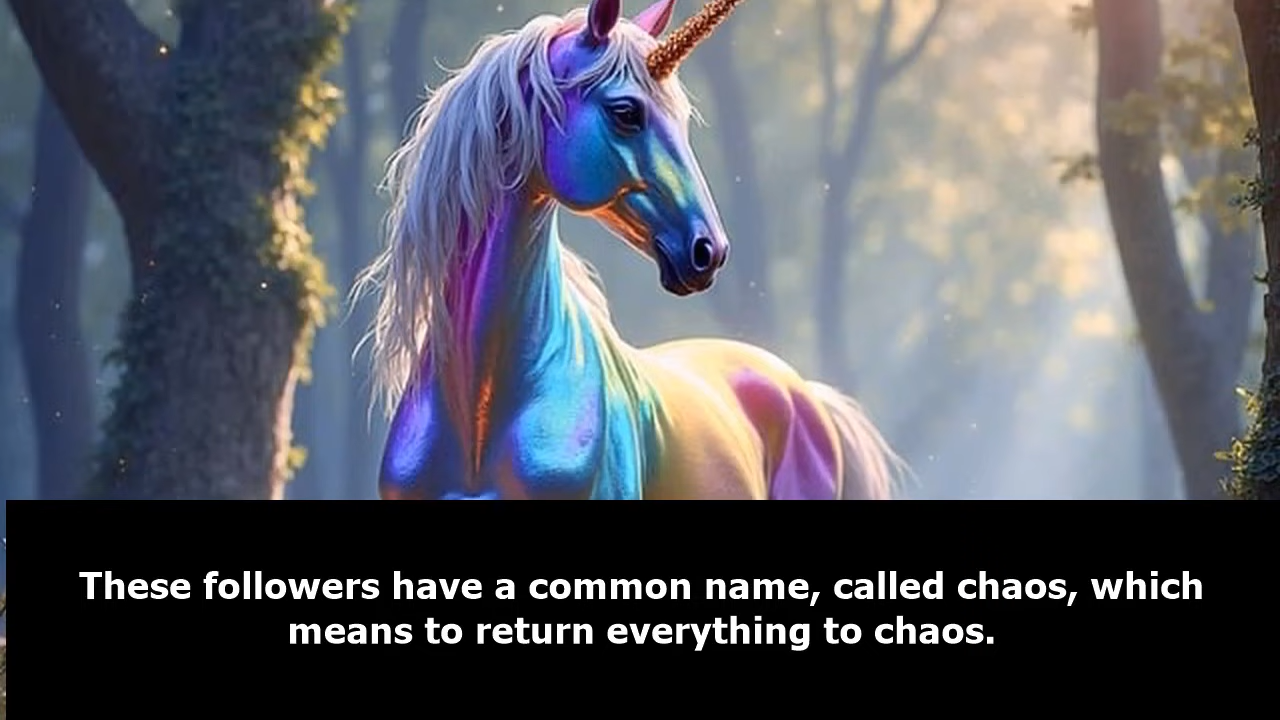 These followers have a common name, called chaos, which
means to return everything to chaos.